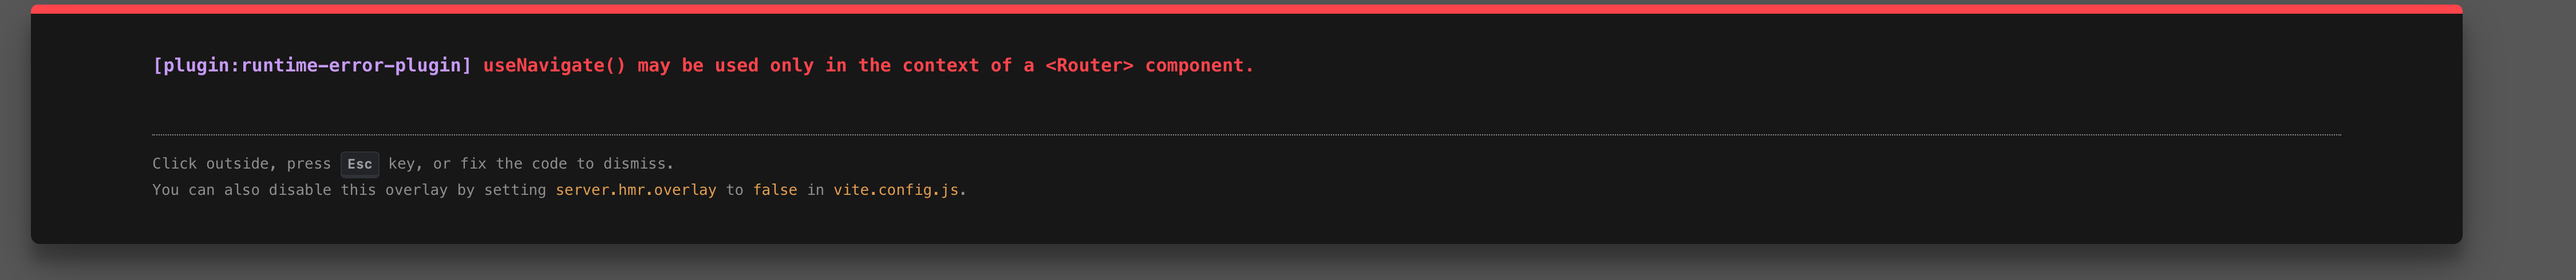 [plugin:runtime-error-plugin] useNavigate() may be used only in the context of a <Router> component.
Click outside, press Esc key, or fix the code to dismiss.
You can also disable this overlay by setting server.hmr.overlay to false in vite.config.js.